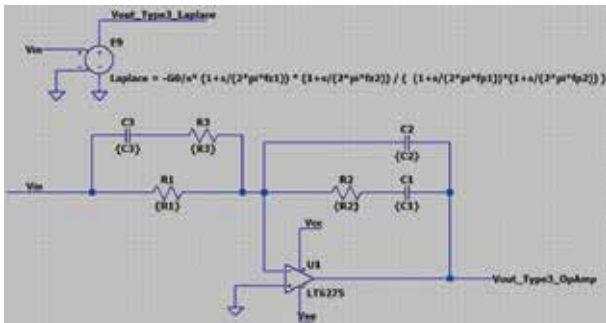 Vout_Type3_Laplace
E9
Vin
Laplace = -G0/s* (1+s/(2*pi*fz1)) * (1+s/(2*pi*fz2)) / ( (1+s/(2*pi*fp1))*(1+s/(2*pi*fp2)) )
C3
{C3}
R3
{R3}
C2
{C2}
Vin
R1
{R1}
R2
{R2}
C1
{C1}
Vcc
U1
LT6275
Vee
Vout_Type3_OpAmp